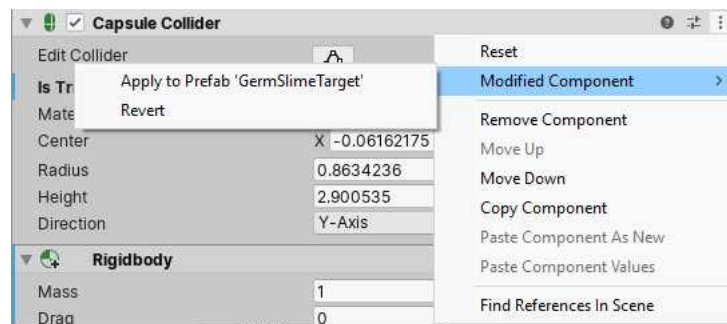 Capsule Collider
Edit Collider
Reset
Apply to Prefab 'GermSlimeTarget'
Modified Component >
Is Tr
Revert
Mate
Remove Component
Center X -0.06162175
Move Up
Radius 0.8634236
Move Down
Height 2.900535
Copy Component
Direction Y-Axis
Paste Component As New
Rigidbody
Paste Component Values
Mass 1
Find References In Scene
Drag 0